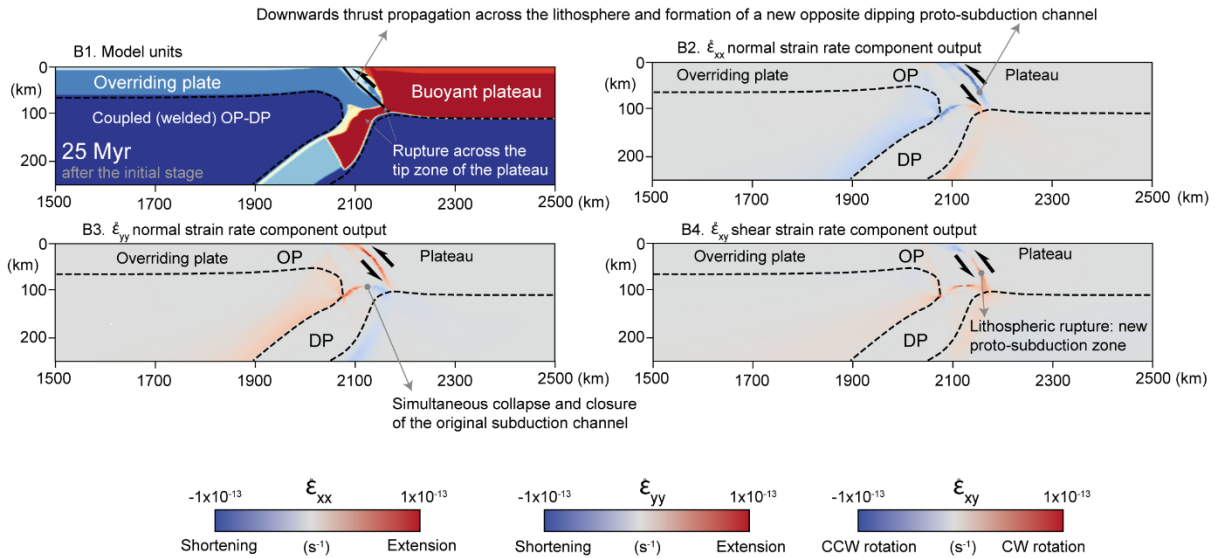 Downwards thrust propagation across the lithosphere and formation of a new opposite dipping proto-subduction channel
B1. Model units
0
(km)
100
200
Overriding plate
Buoyant plateau
Coupled (welded) OP-DP
25 Myr
after the initial stage
Rupture across the
tip zone of the plateau
1500 1700 1900 2100 2300 2500 (km)
B2. ε̇xx normal strain rate component output
0
(km)
100
200
Overriding plate
OP
Plateau
DP
1500 1700 1900 2100 2300 2500 (km)
B3. ε̇yy normal strain rate component output
0
(km)
100
200
Overriding plate
OP
Plateau
DP
1500 1700 1900 2100 2300 2500 (km)
Simultaneous collapse and closure
of the original subduction channel
B4. ε̇xy shear strain rate component output
0
(km)
100
200
Overriding plate
OP
Plateau
DP
Lithospheric rupture: new
proto-subduction zone
1500 1700 1900 2100 2300 2500 (km)
-1x10⁻¹³ ε̇xx 1x10⁻¹³
Shortening (s⁻¹) Extension
-1x10⁻¹³ ε̇yy 1x10⁻¹³
Shortening (s⁻¹) Extension
-1x10⁻¹³ ε̇xy 1x10⁻¹³
CCW rotation (s⁻¹) CW rotation